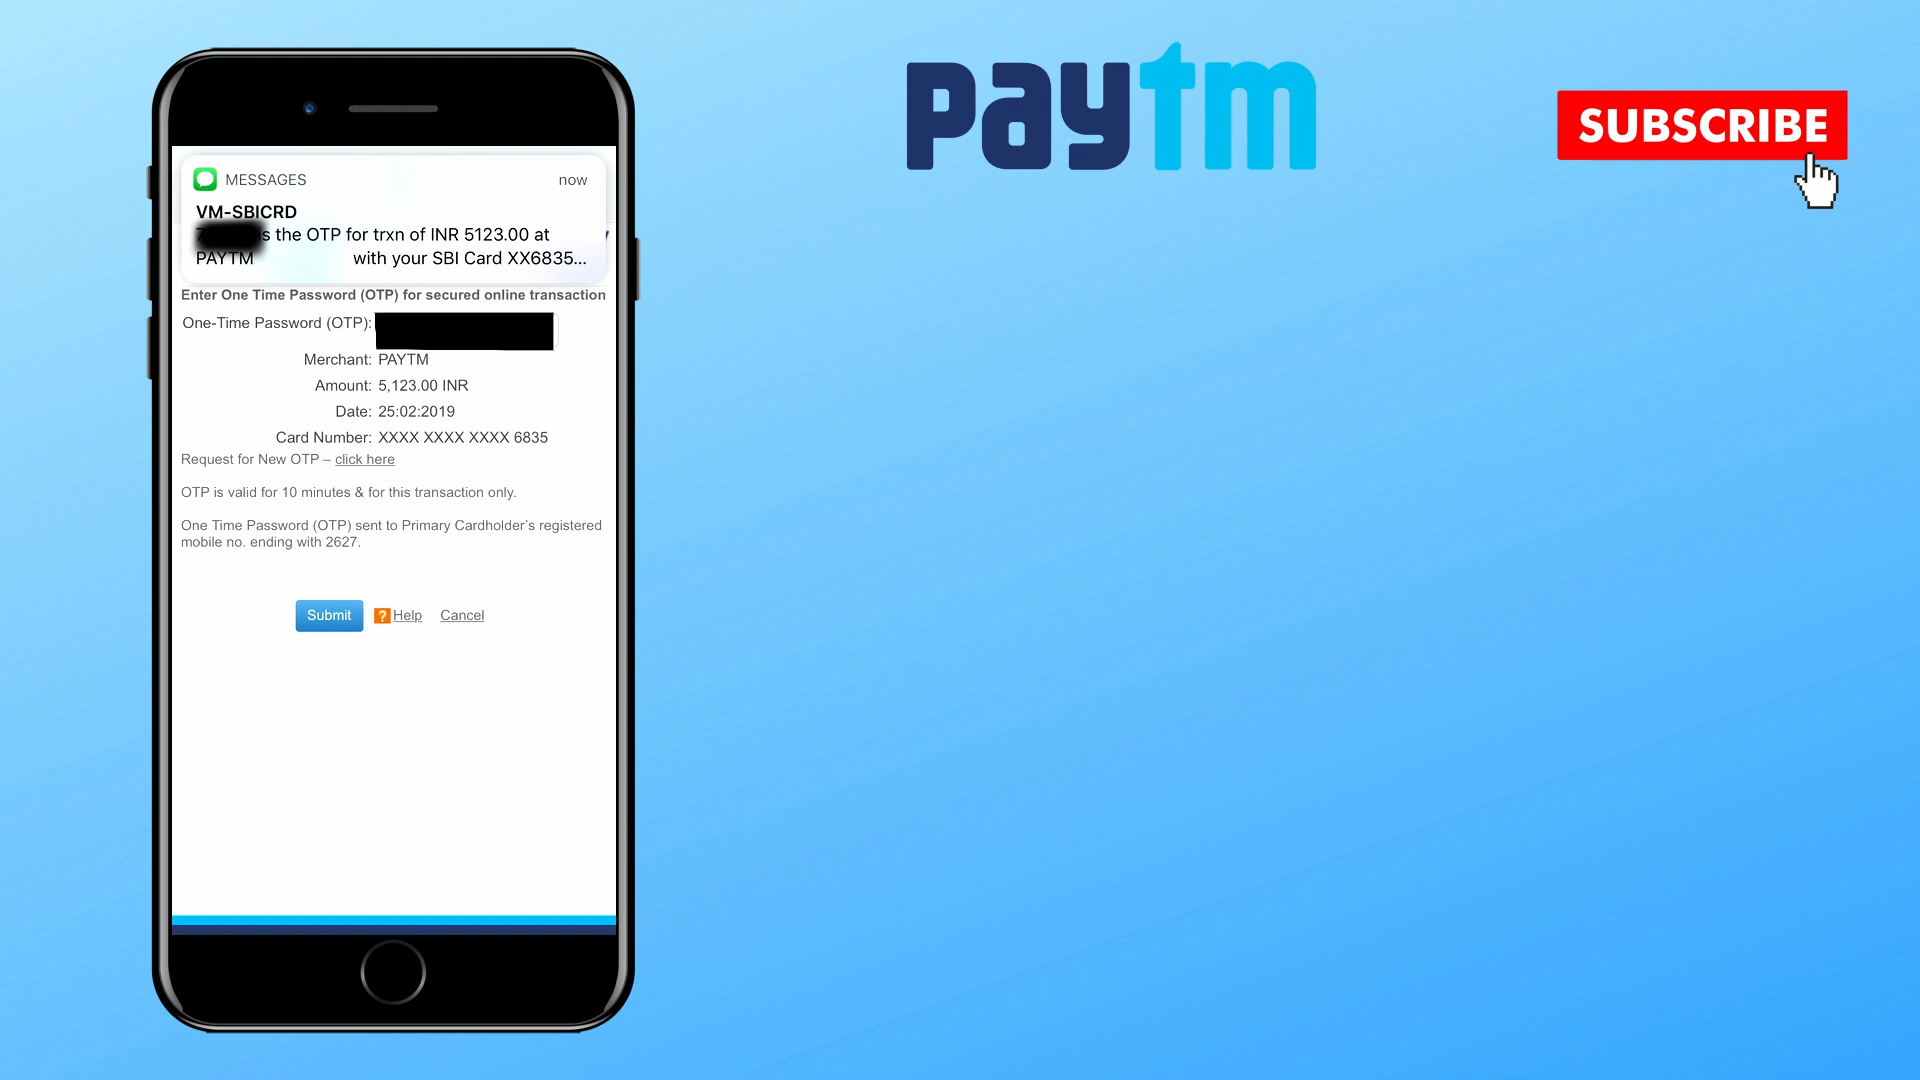 paytm
SUBSCRIBE
MESSAGES now
VM-SBICRD
is the OTP for trxn of INR 5123.00 at
PAYTM with your SBI Card XX6835...
Enter One Time Password (OTP) for secured online transaction
One-Time Password (OTP):
Merchant: PAYTM
Amount: 5,123.00 INR
Date: 25:02:2019
Card Number: XXXX XXXX XXXX 6835
Request for New OTP – click here
OTP is valid for 10 minutes & for this transaction only.
One Time Password (OTP) sent to Primary Cardholder’s registered
mobile no. ending with 2627.
Submit ? Help Cancel